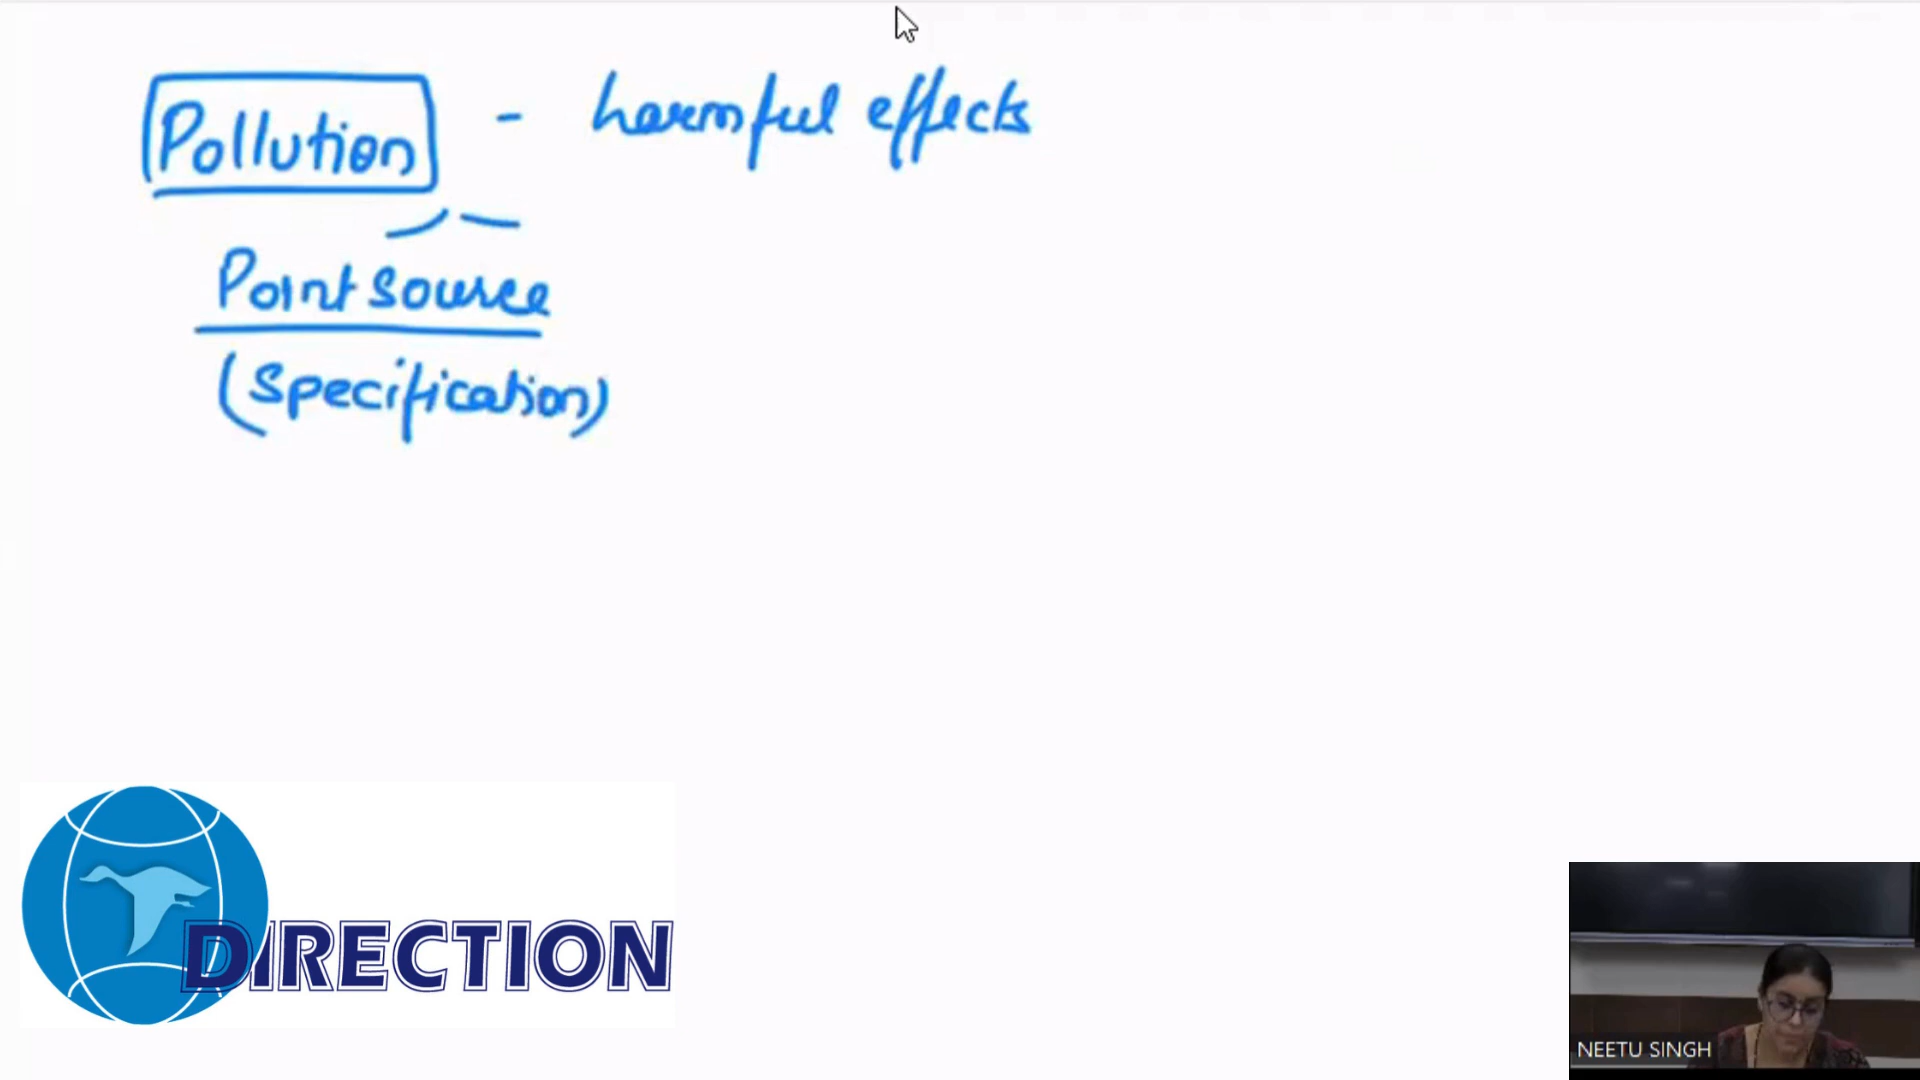 Pollution - harmful effects
Point source
(Specification)
DIRECTION
NEETU SINGH